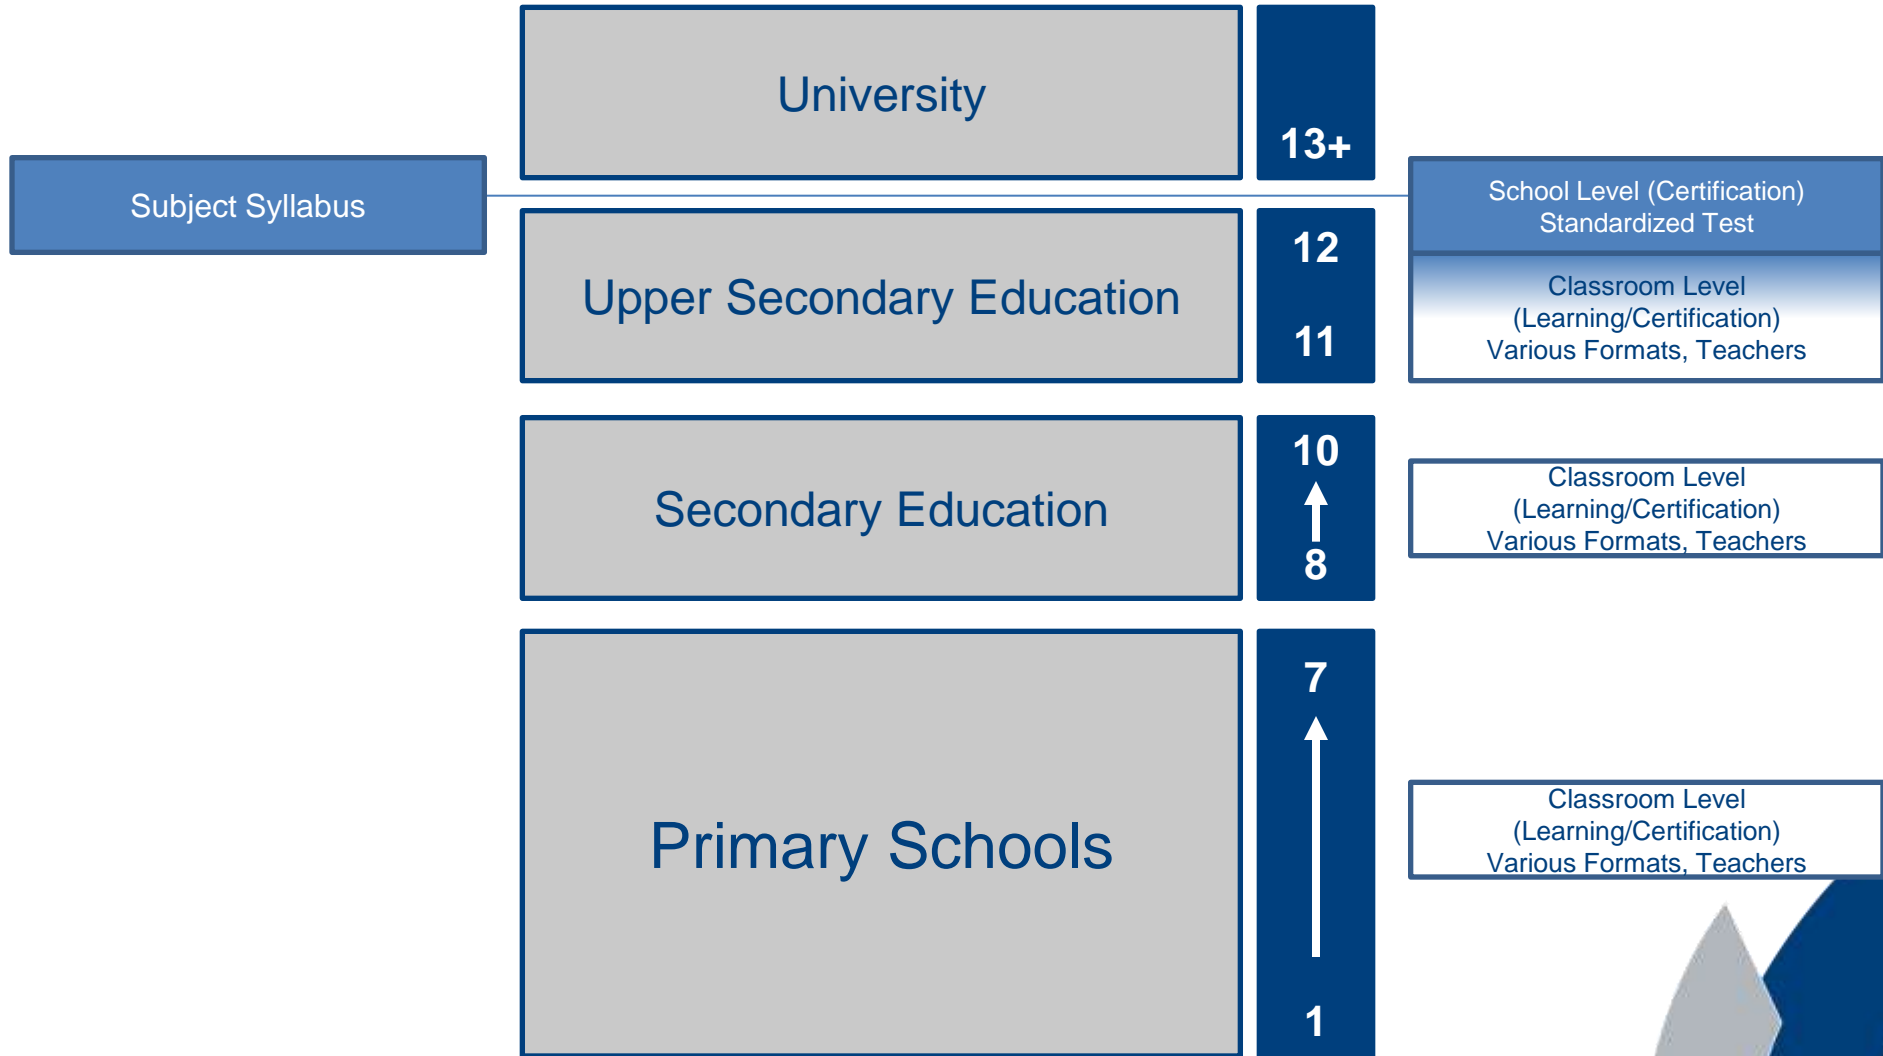 University
13+
Subject Syllabus
School Level (Certification)
Standardized Test
Upper Secondary Education
12
11
Classroom Level
(Learning/Certification)
Various Formats, Teachers
Secondary Education
10
8
Classroom Level
(Learning/Certification)
Various Formats, Teachers
Primary Schools
7
1
Classroom Level
(Learning/Certification)
Various Formats, Teachers